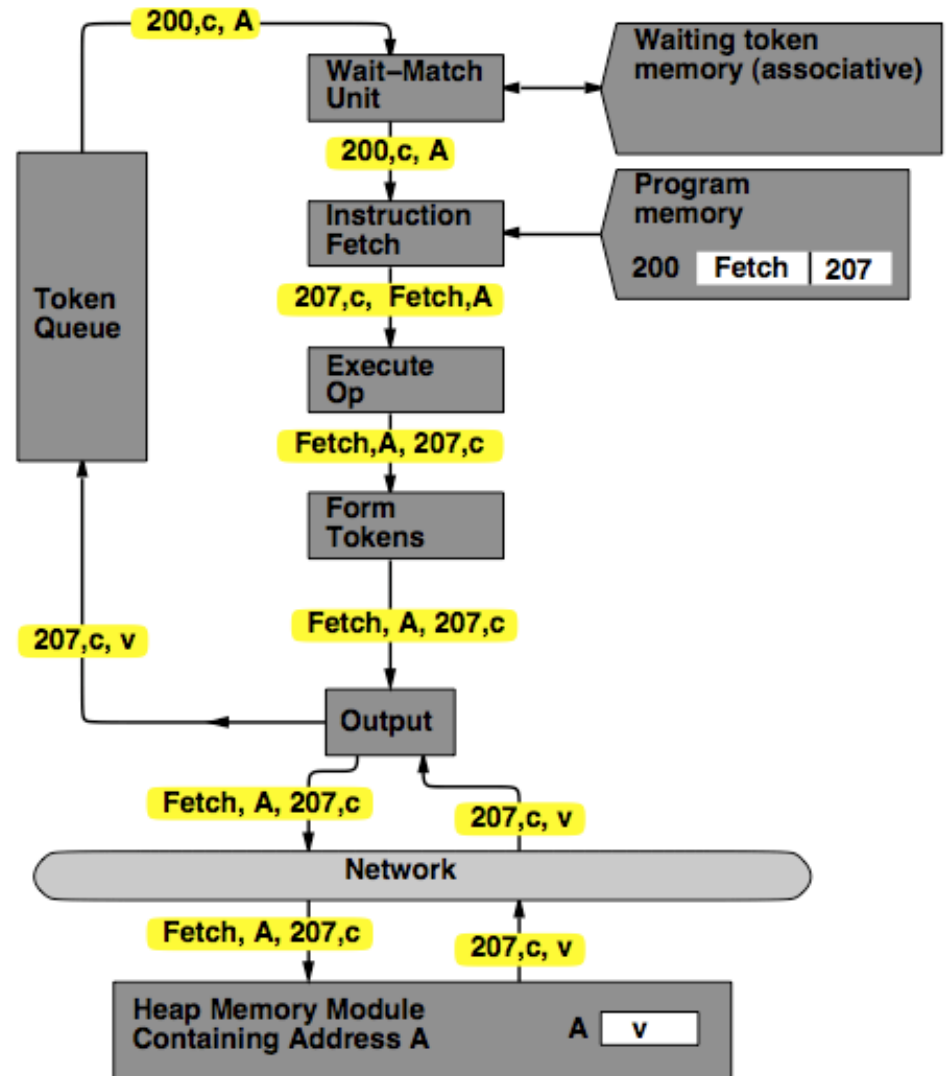 200,c, A
Wait–Match
Unit
Waiting token
memory (associative)
200,c, A
Instruction
Fetch
Program
memory
200 Fetch 207
Token
Queue
207,c, Fetch,A
Execute
Op
Fetch,A, 207,c
Form
Tokens
Fetch, A, 207,c
207,c, v
Output
Fetch, A, 207,c
207,c, v
Network
Fetch, A, 207,c
207,c, v
Heap Memory Module
Containing Address A
A v